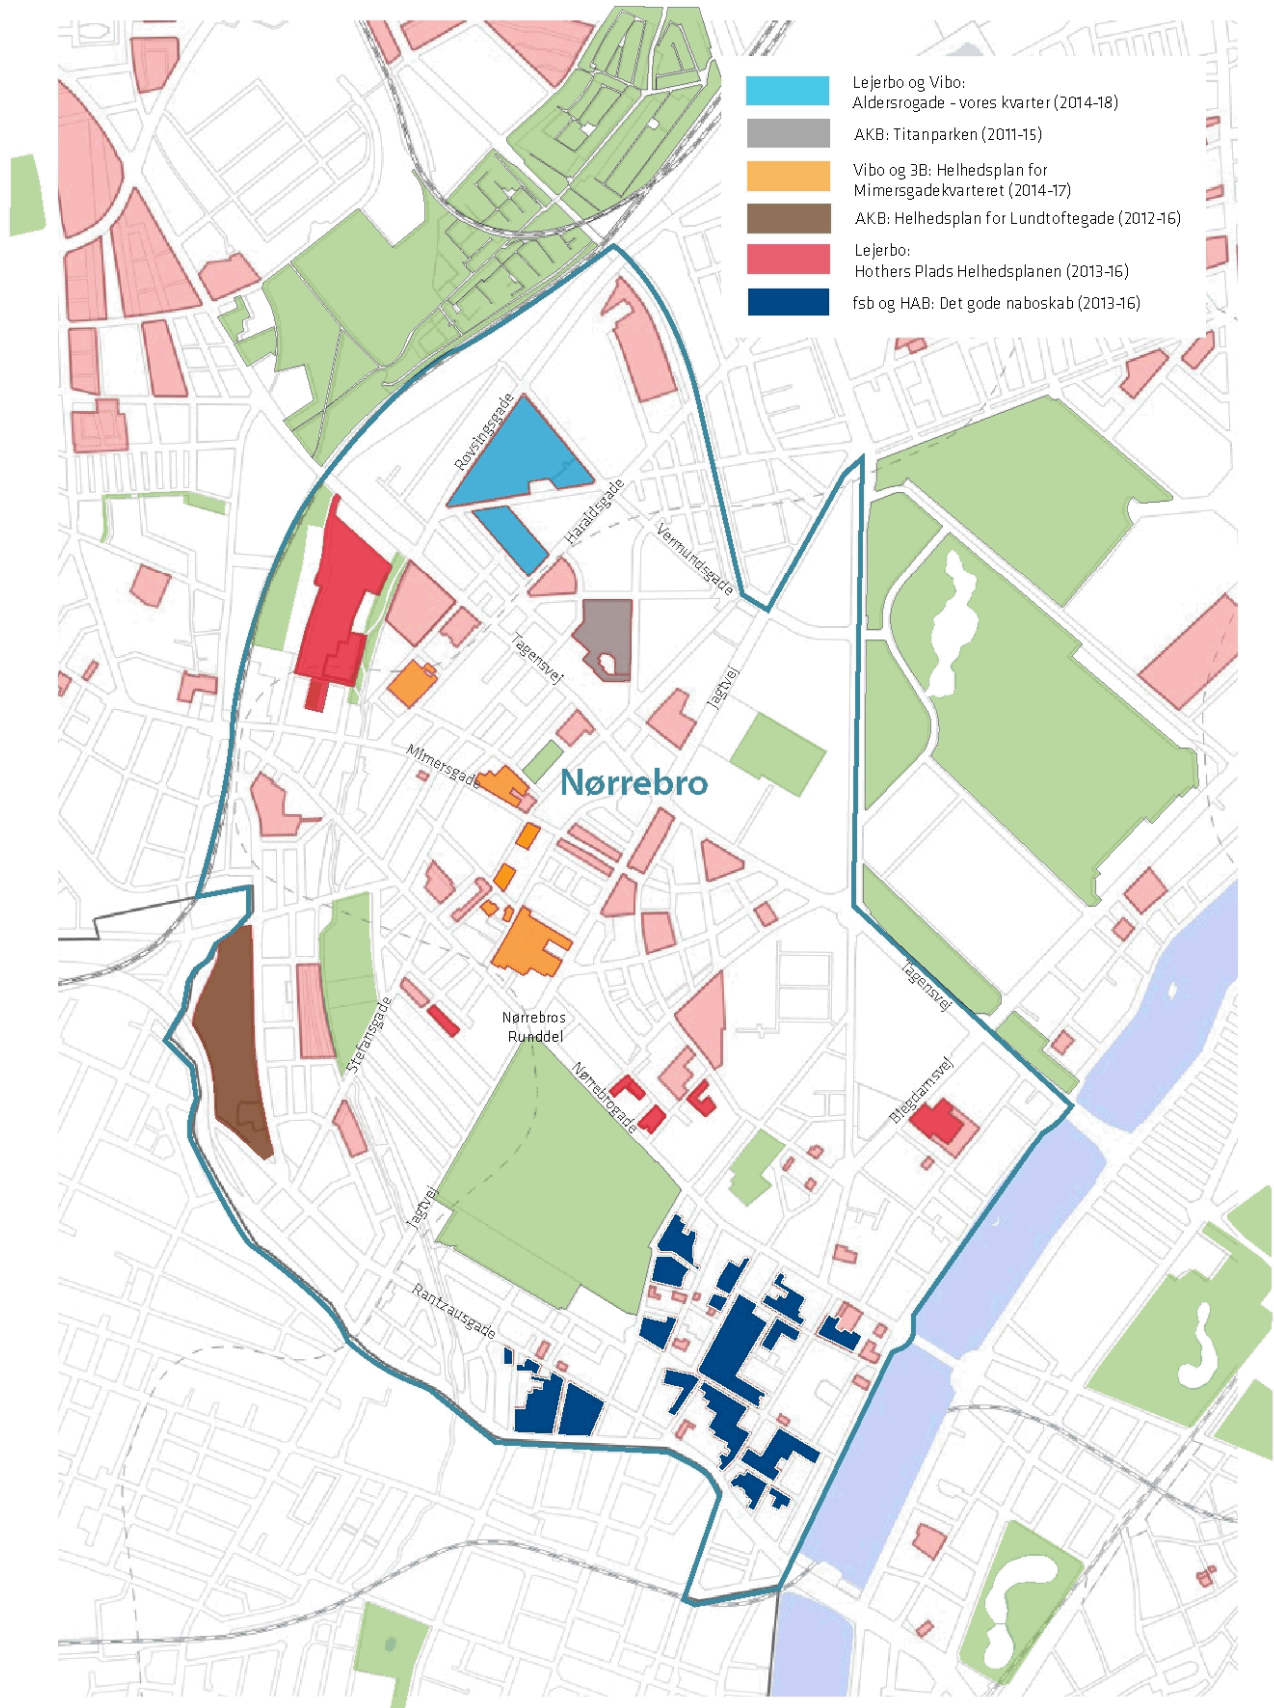 Lejerbo og Vibo:
Aldersrogade - vores kvarter (2014-18)
AKB: Titanparken (2011-15)
Vibo og 3B: Helhedsplan for
Mimersgadekvarteret (2014-17)
AKB: Helhedsplan for Lundtoftegade (2012-16)
Lejerbo:
Hothers Plads Helhedsplanen (2013-16)
fsb og HAB: Det gode naboskab (2013-16)
Rovsingsgade
Haraldsgade
Vermundsgade
Tagensvej
Jagtvej
Mimersgade
Nørrebro
Tagensvej
Stefansgade
Nørrebros
Runddel
Nørrebrogade
Blegdamsvej
Jagtvej
Rantzausgade